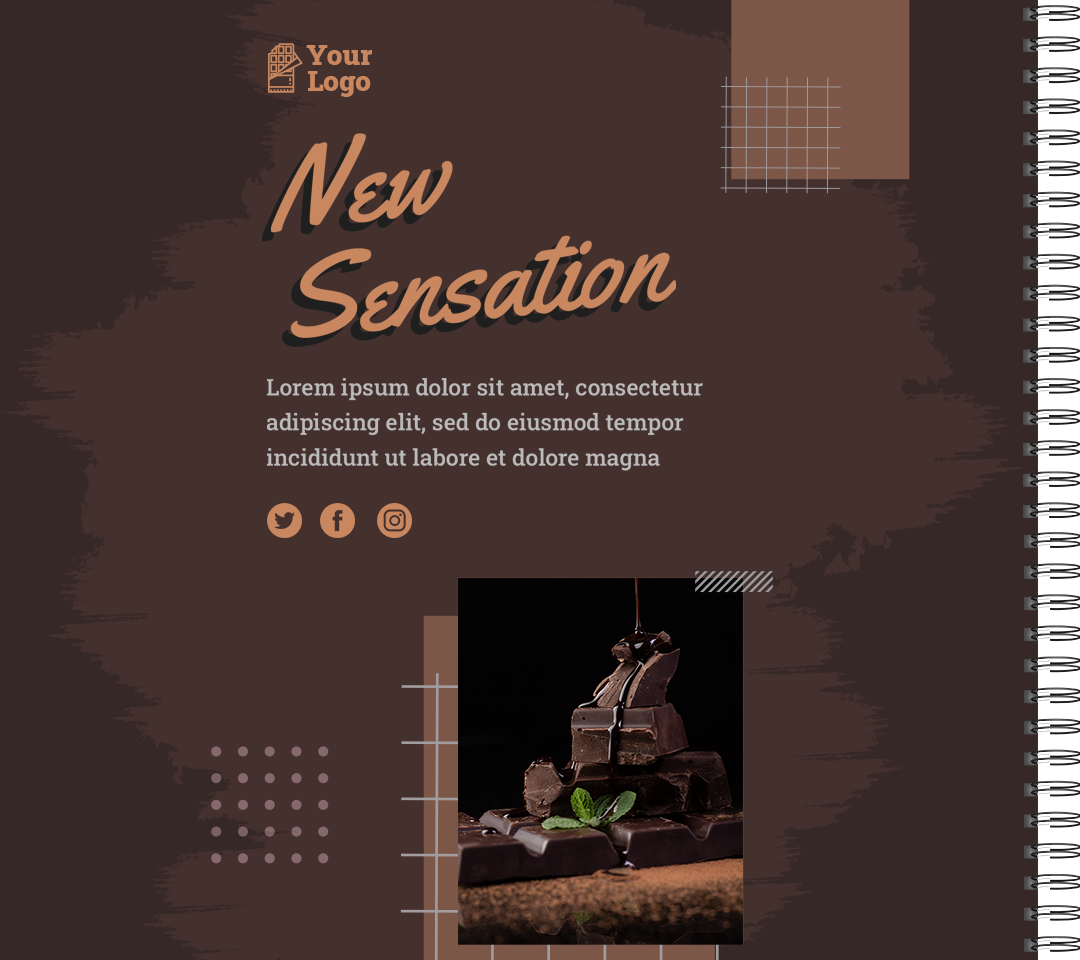 Your
Logo
New
Sensation
Lorem ipsum dolor sit amet, consectetur
adipiscing elit, sed do eiusmod tempor
incididunt ut labore et dolore magna